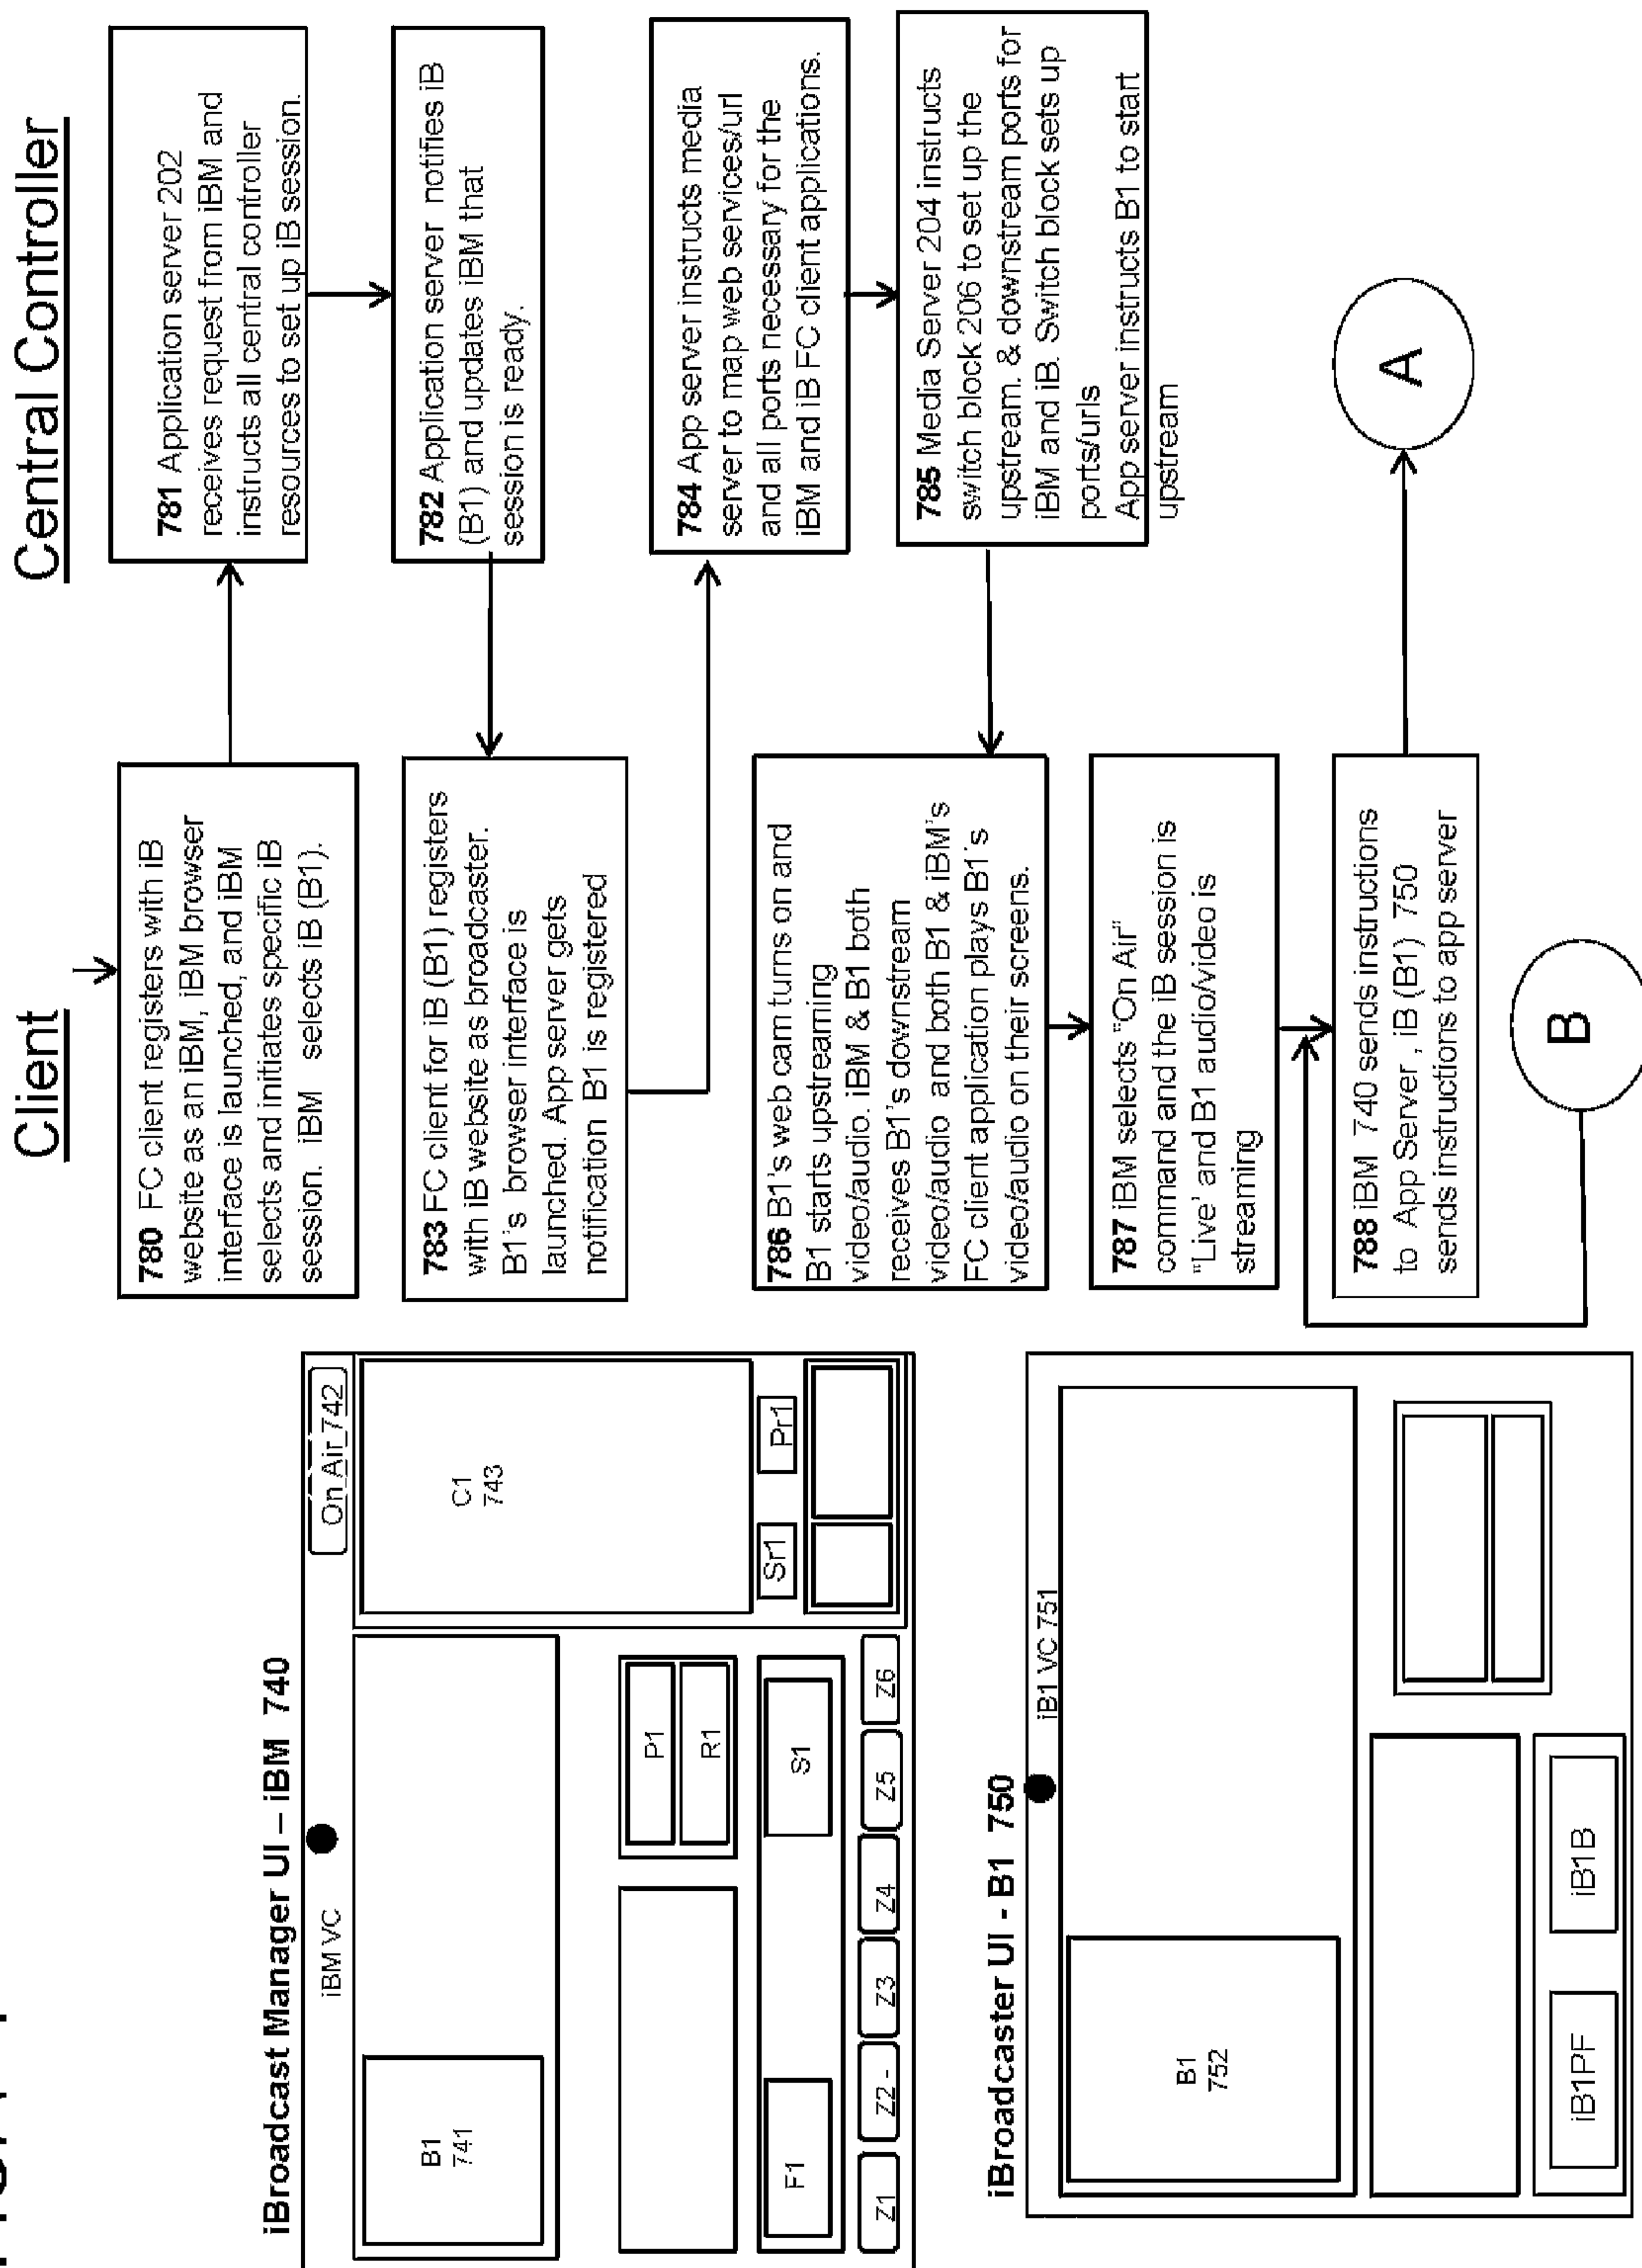 Client
Central Controller
780 FC client registers with iB
website as an iBM, iBM browser
interface is launched, and iBM
selects and initiates specific iB
session. iBM selects iB (B1).
781 Application server 202
receives request from iBM and
instructs all central controller
resources to set up iB session.
782 Application server notifies iB
(B1) and updates iBM that
session is ready.
783 FC client for iB (B1) registers
with iB website as broadcaster.
B1's browser interface is
launched. App server gets
notification B1 is registered
784 App server instructs media
server to map web services/url
and all ports necessary for the
iBM and iB FC client applications.
785 Media Server 204 instructs
switch block 206 to set up the
upstream. & downstream ports for
iBM and iB. Switch block sets up
ports/urls
App server instructs B1 to start
upstream
786 B1's web cam turns on and
B1 starts upstreaming
video/audio. iBM & B1 both
receives B1's downstream
video/audio and both B1 & iBM's
FC client application plays B1's
video/audio on their screens.
787 iBM selects "On Air"
command and the iB session is
"Live' and B1 audio/video is
streaming
788 iBM 740 sends instructions
to App Server, iB (B1) 750
sends instructions to app server
A
B
iBroadcast Manager UI – iBM 740
iBM VC
On Air 742
B1
741
C1
743
P1
R1
Sr1
Pr1
F1
S1
Z1
Z2 -
Z3
Z4
Z5
Z6
iBroadcaster UI - B1 750
iB1 VC 751
B1
752
iB1PF
iB1B